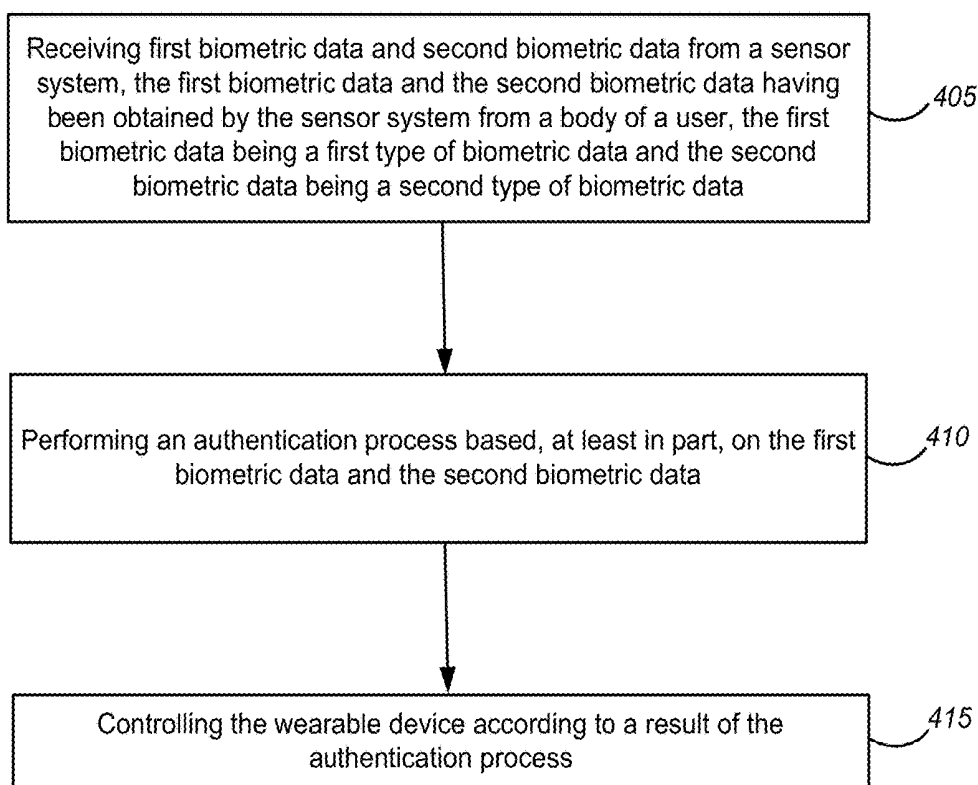 Receiving first biometric data and second biometric data from a sensor
system, the first biometric data and the second biometric data having
been obtained by the sensor system from a body of a user, the first
biometric data being a first type of biometric data and the second
biometric data being a second type of biometric data
405
Performing an authentication process based, at least in part, on the first
biometric data and the second biometric data
410
Controlling the wearable device according to a result of the
authentication process
415